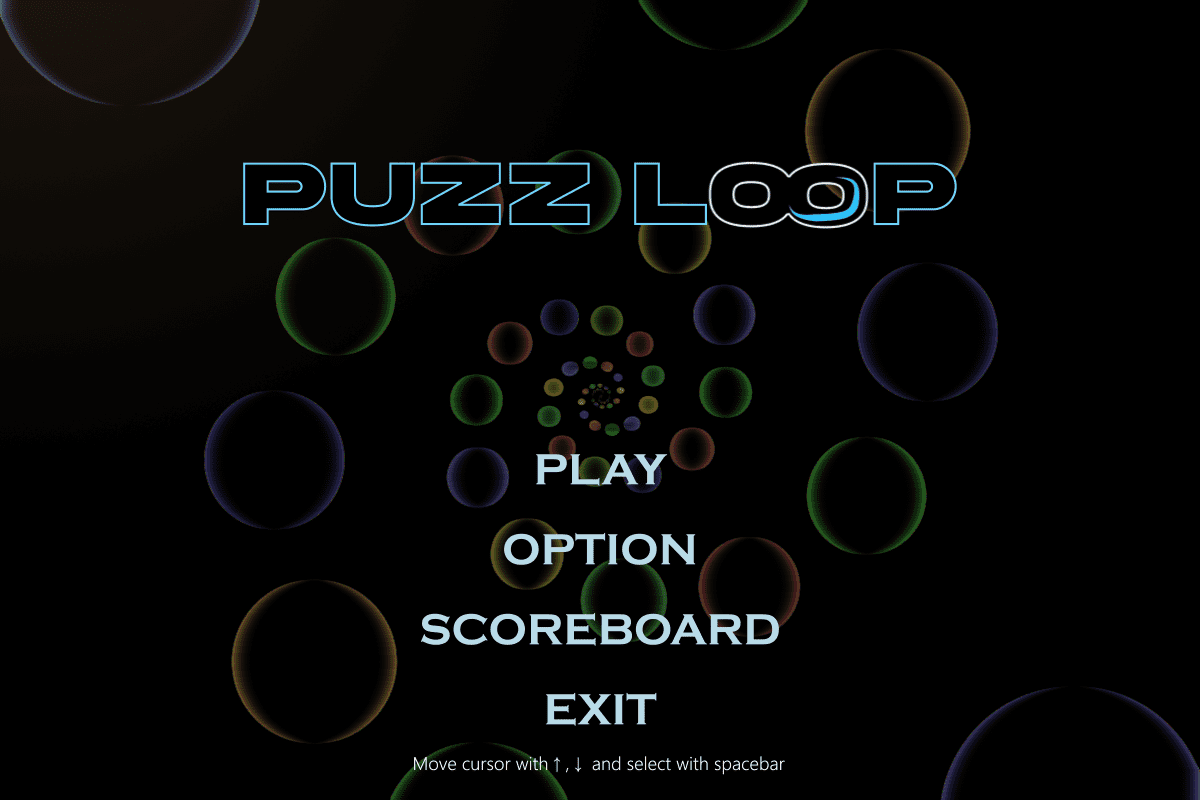 PUZZ LOOP
PLAY
OPTION
SCOREBOARD
EXIT
Move cursor with ↑ , ↓ and select with spacebar